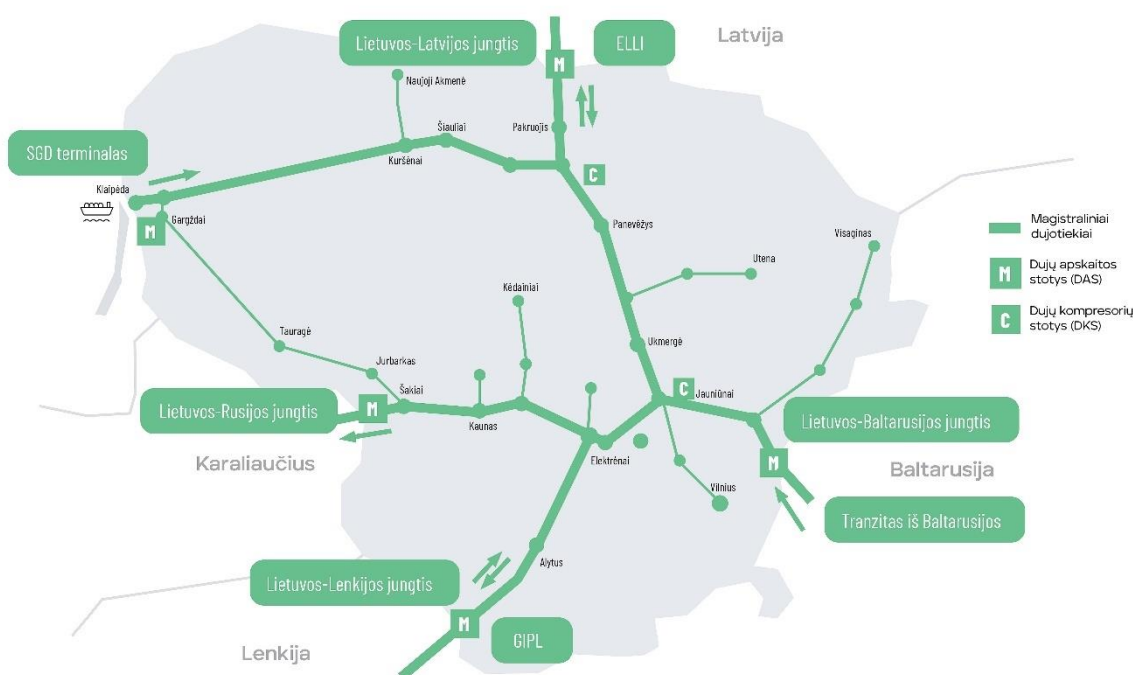 Lietuvos-Latvijos jungtis
ELLI
Latvija
M
Naujoji Akmenė
Pakruojis
Šiauliai
Kuršėnai
SGD terminalas
C
Klaipėda
Gargždai
M
Panevėžys
Visaginas
Utena
Magistraliniai
dujotiekiai
M
Dujų apskaitos
stotys (DAS)
C
Dujų kompresorių
stotys (DKS)
Kėdainiai
Tauragė
Ukmergė
Jurbarkas
Šakiai
C
Jauniūnai
Lietuvos-Rusijos jungtis
M
Kaunas
Lietuvos-Baltarusijos jungtis
Karaliaučius
Elektrėnai
M
Baltarusija
Vilnius
Tranzitas iš Baltarusijos
Alytus
Lietuvos-Lenkijos jungtis
M
GIPL
Lenkija